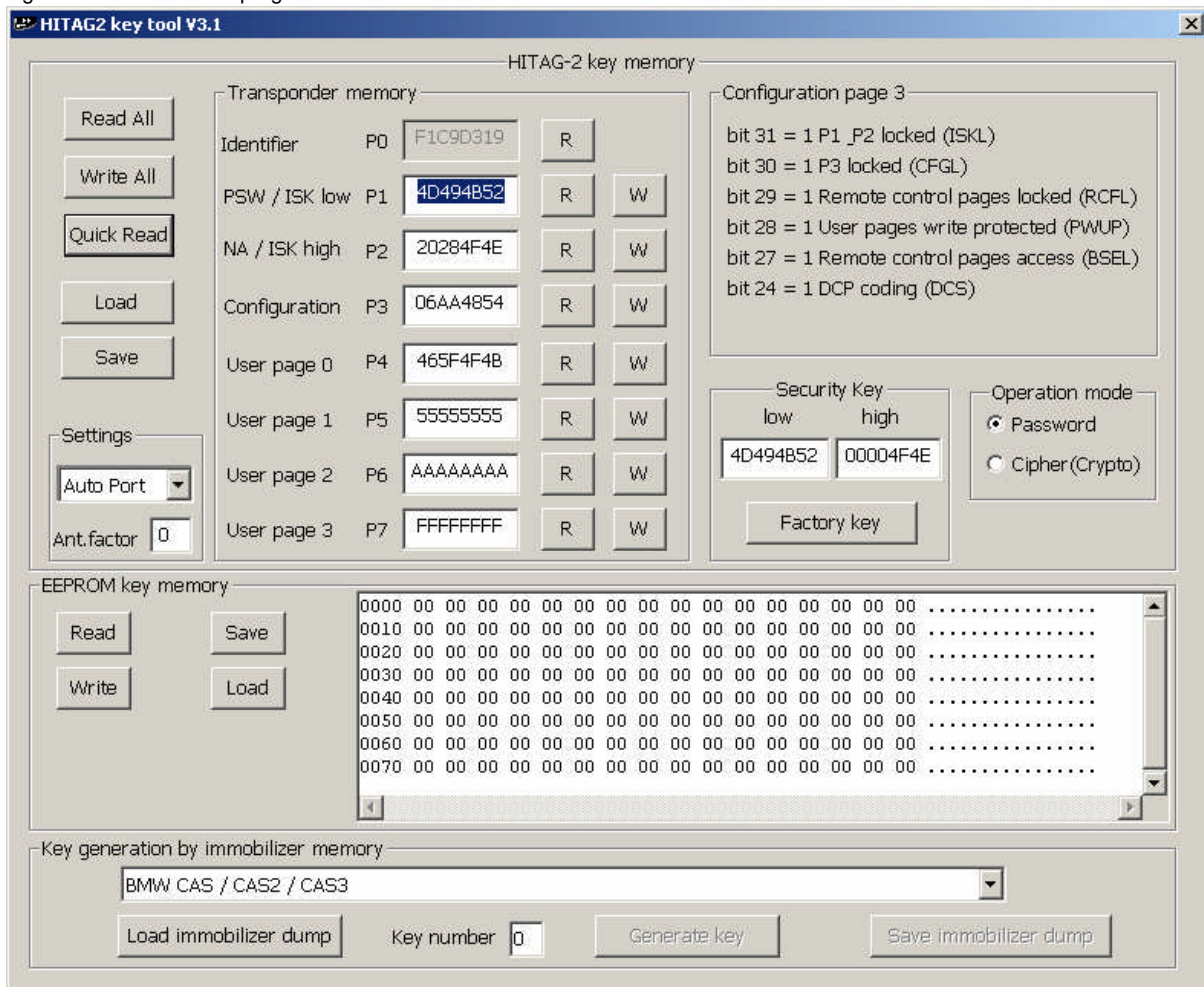 HITAG2 key tool V3.1
HITAG-2 key memory
Read All
Write All
Quick Read
Load
Save
Settings
Auto Port
Ant.factor 0
Transponder memory
Identifier P0 F1C9D319 R
PSW / ISK low P1 4D494B52 R W
NA / ISK high P2 20284F4E R W
Configuration P3 06AA4854 R W
User page 0 P4 465F4F4B R W
User page 1 P5 55555555 R W
User page 2 P6 AAAAAAAA R W
User page 3 P7 FFFFFFFF R W
Configuration page 3
bit 31 = 1 P1 _P2 locked (ISKL)
bit 30 = 1 P3 locked (CFGL)
bit 29 = 1 Remote control pages locked (RCFL)
bit 28 = 1 User pages write protected (PWUP)
bit 27 = 1 Remote control pages access (BSEL)
bit 24 = 1 DCP coding (DCS)
Security Key
low high
4D494B52 00004F4E
Factory key
Operation mode
Password
Cipher(Crypto)
EEPROM key memory
Read Save
Write Load
0000 00 00 00 00 00 00 00 00 00 00 00 00 00 00 00 00 ................
0010 00 00 00 00 00 00 00 00 00 00 00 00 00 00 00 00 ................
0020 00 00 00 00 00 00 00 00 00 00 00 00 00 00 00 00 ................
0030 00 00 00 00 00 00 00 00 00 00 00 00 00 00 00 00 ................
0040 00 00 00 00 00 00 00 00 00 00 00 00 00 00 00 00 ................
0050 00 00 00 00 00 00 00 00 00 00 00 00 00 00 00 00 ................
0060 00 00 00 00 00 00 00 00 00 00 00 00 00 00 00 00 ................
0070 00 00 00 00 00 00 00 00 00 00 00 00 00 00 00 00 ................
Key generation by immobilizer memory
BMW CAS / CAS2 / CAS3
Load immobilizer dump Key number 0 Generate key Save immobilizer dump